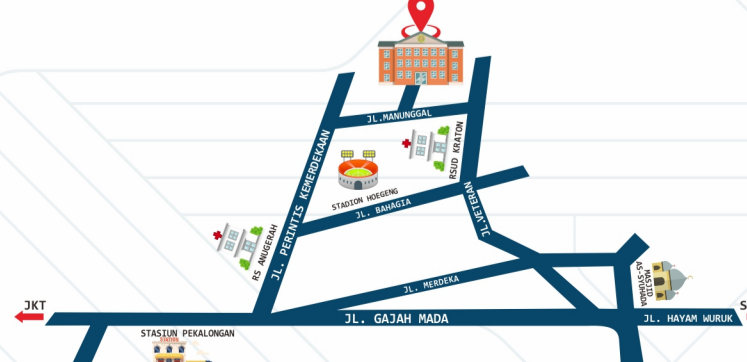 JL.MANUNGGAL
JL. PERINTIS KEMERDEKAAN
RSUD KRATON
STADION HOEGENG
JL. BAHAGIA
JL.VETERAN
RS ANUGERAH
JL. MERDEKA
MASJID
AS-SYUHADA
JKT
JL. GAJAH MADA
JL. HAYAM WURUK
S
STASIUN PEKALONGAN
STATION